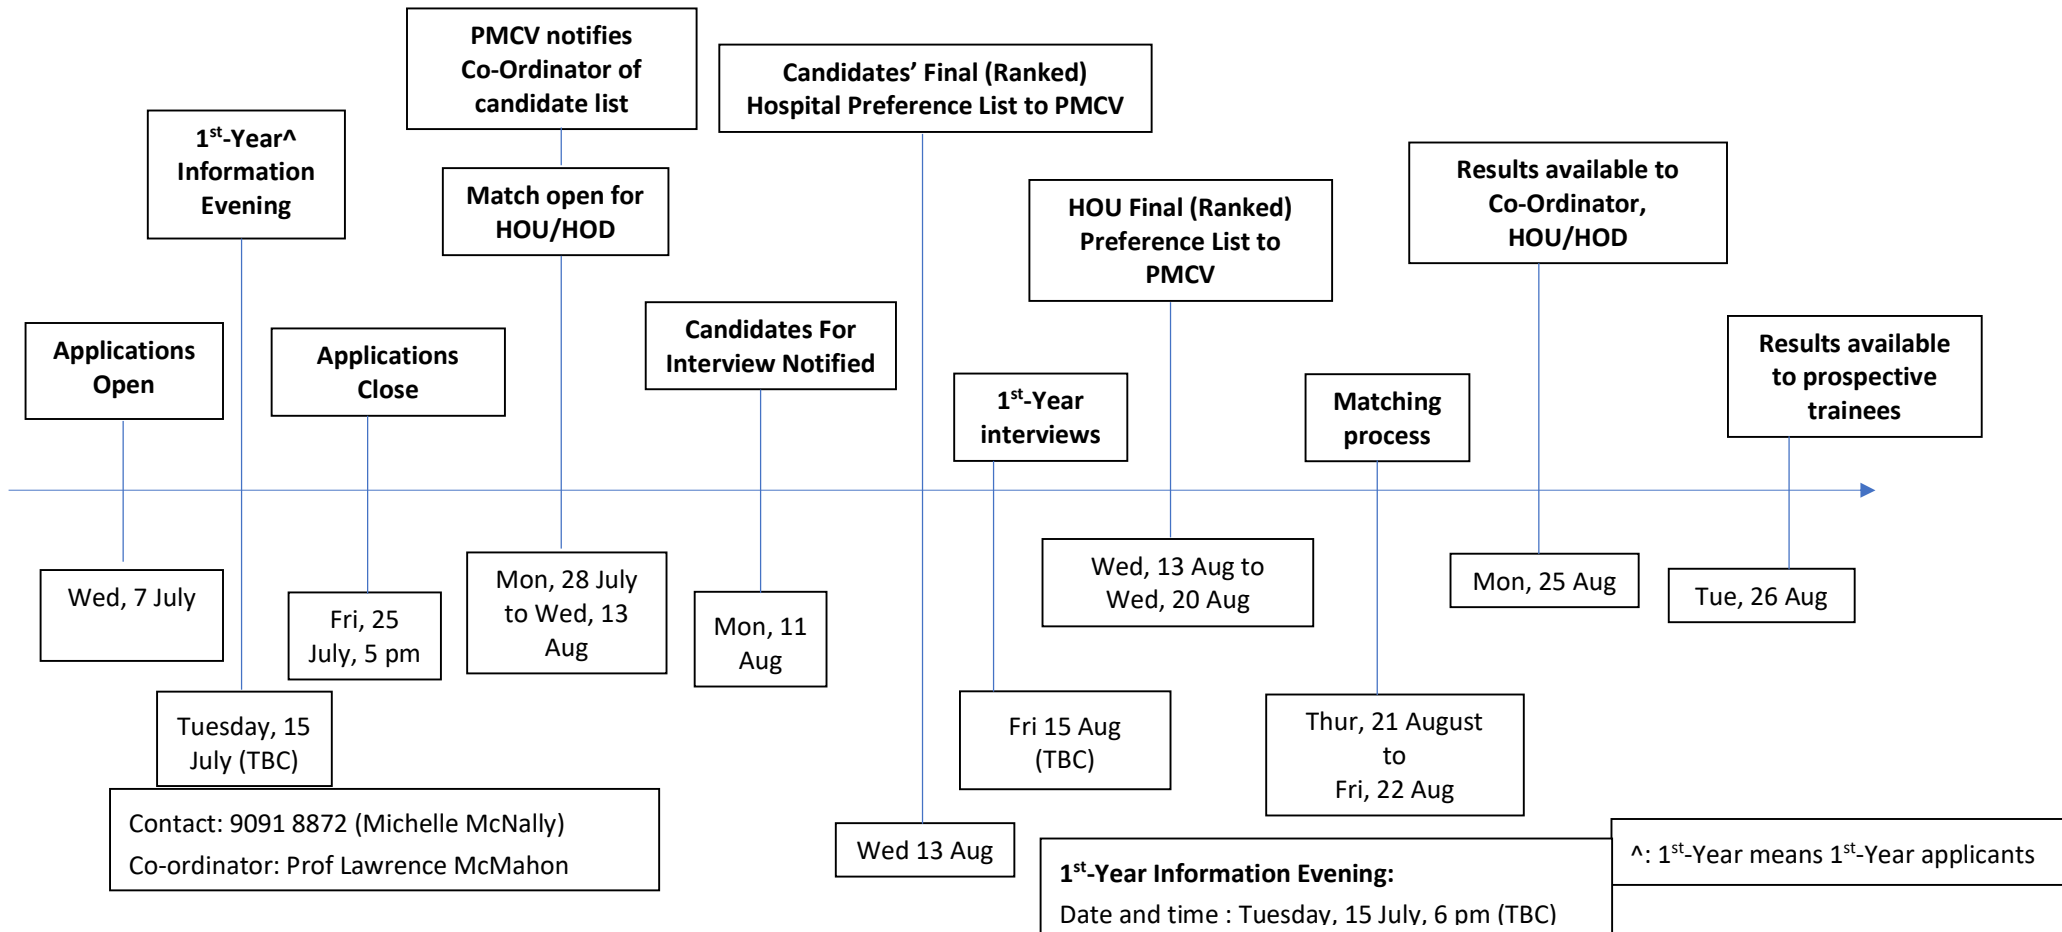 PMCV notifies
Co-Ordinator of
candidate list
Candidates’ Final (Ranked)
Hospital Preference List to PMCV
1st-Year^
Information
Evening
Match open for
HOU/HOD
Results available to
Co-Ordinator,
HOU/HOD
HOU Final (Ranked)
Preference List to
PMCV
Applications
Open
Applications
Close
Candidates For
Interview Notified
1st-Year
interviews
Matching
process
Results available
to prospective
trainees
Wed, 7 July
Fri, 25
July, 5 pm
Mon, 28 July
to Wed, 13
Aug
Mon, 11
Aug
Wed, 13 Aug to
Wed, 20 Aug
Mon, 25 Aug
Tue, 26 Aug
Tuesday, 15
July (TBC)
Fri 15 Aug
(TBC)
Thur, 21 August
to
Fri, 22 Aug
Contact: 9091 8872 (Michelle McNally)
Co-ordinator: Prof Lawrence McMahon
Wed 13 Aug
1st-Year Information Evening:
Date and time : Tuesday, 15 July, 6 pm (TBC)
^: 1st-Year means 1st-Year applicants